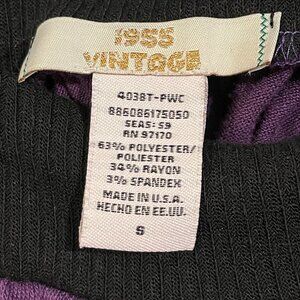 1955
VINTAGE
4038T-PWC
886086175050
SEAS: S9
RN 97170
63% POLYESTER/
POLIESTER
34% RAYON
3% SPANDEX
MADE IN U.S.A.
HECHO EN EE.UU.
S